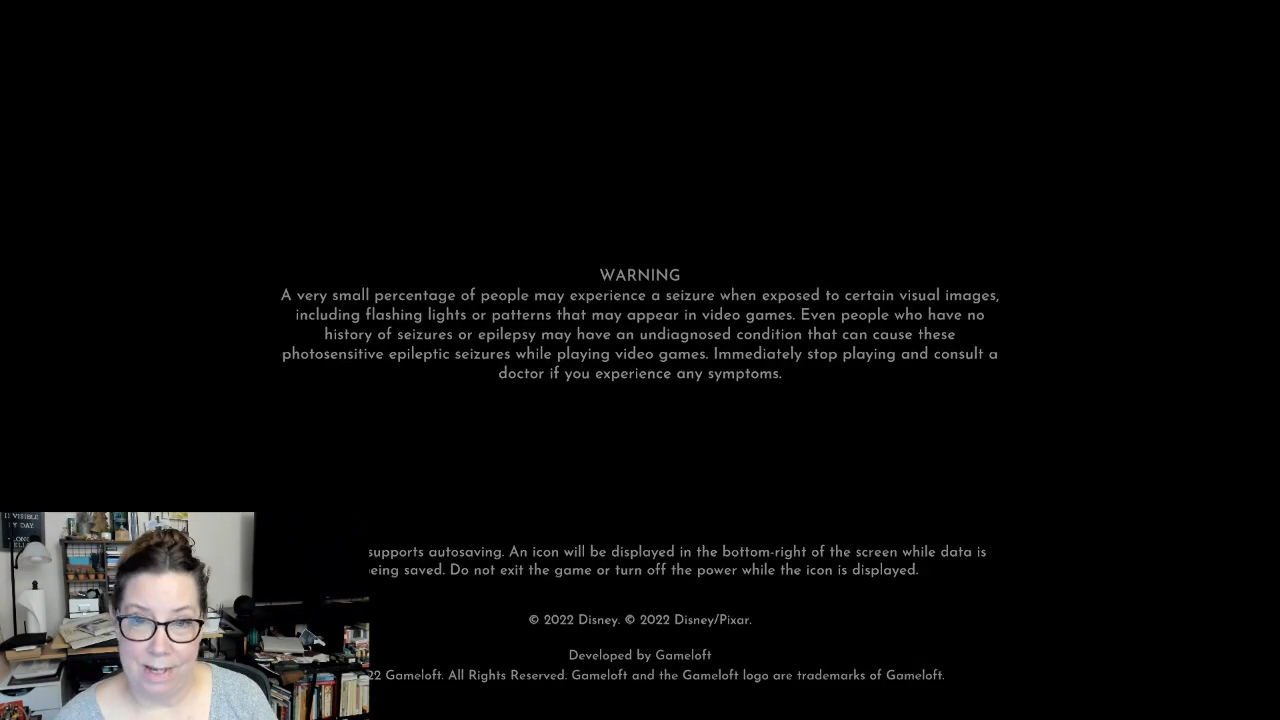 WARNING
A very small percentage of people may experience a seizure when exposed to certain visual images,
including flashing lights or patterns that may appear in video games. Even people who have no
history of seizures or epilepsy may have an undiagnosed condition that can cause these
photosensitive epileptic seizures while playing video games. Immediately stop playing and consult a
doctor if you experience any symptoms.
supports autosaving. An icon will be displayed in the bottom-right of the screen while data is
eing saved. Do not exit the game or turn off the power while the icon is displayed.
© 2022 Disney. © 2022 Disney/Pixar.
Developed by Gameloft
22 Gameloft. All Rights Reserved. Gameloft and the Gameloft logo are trademarks of Gameloft.